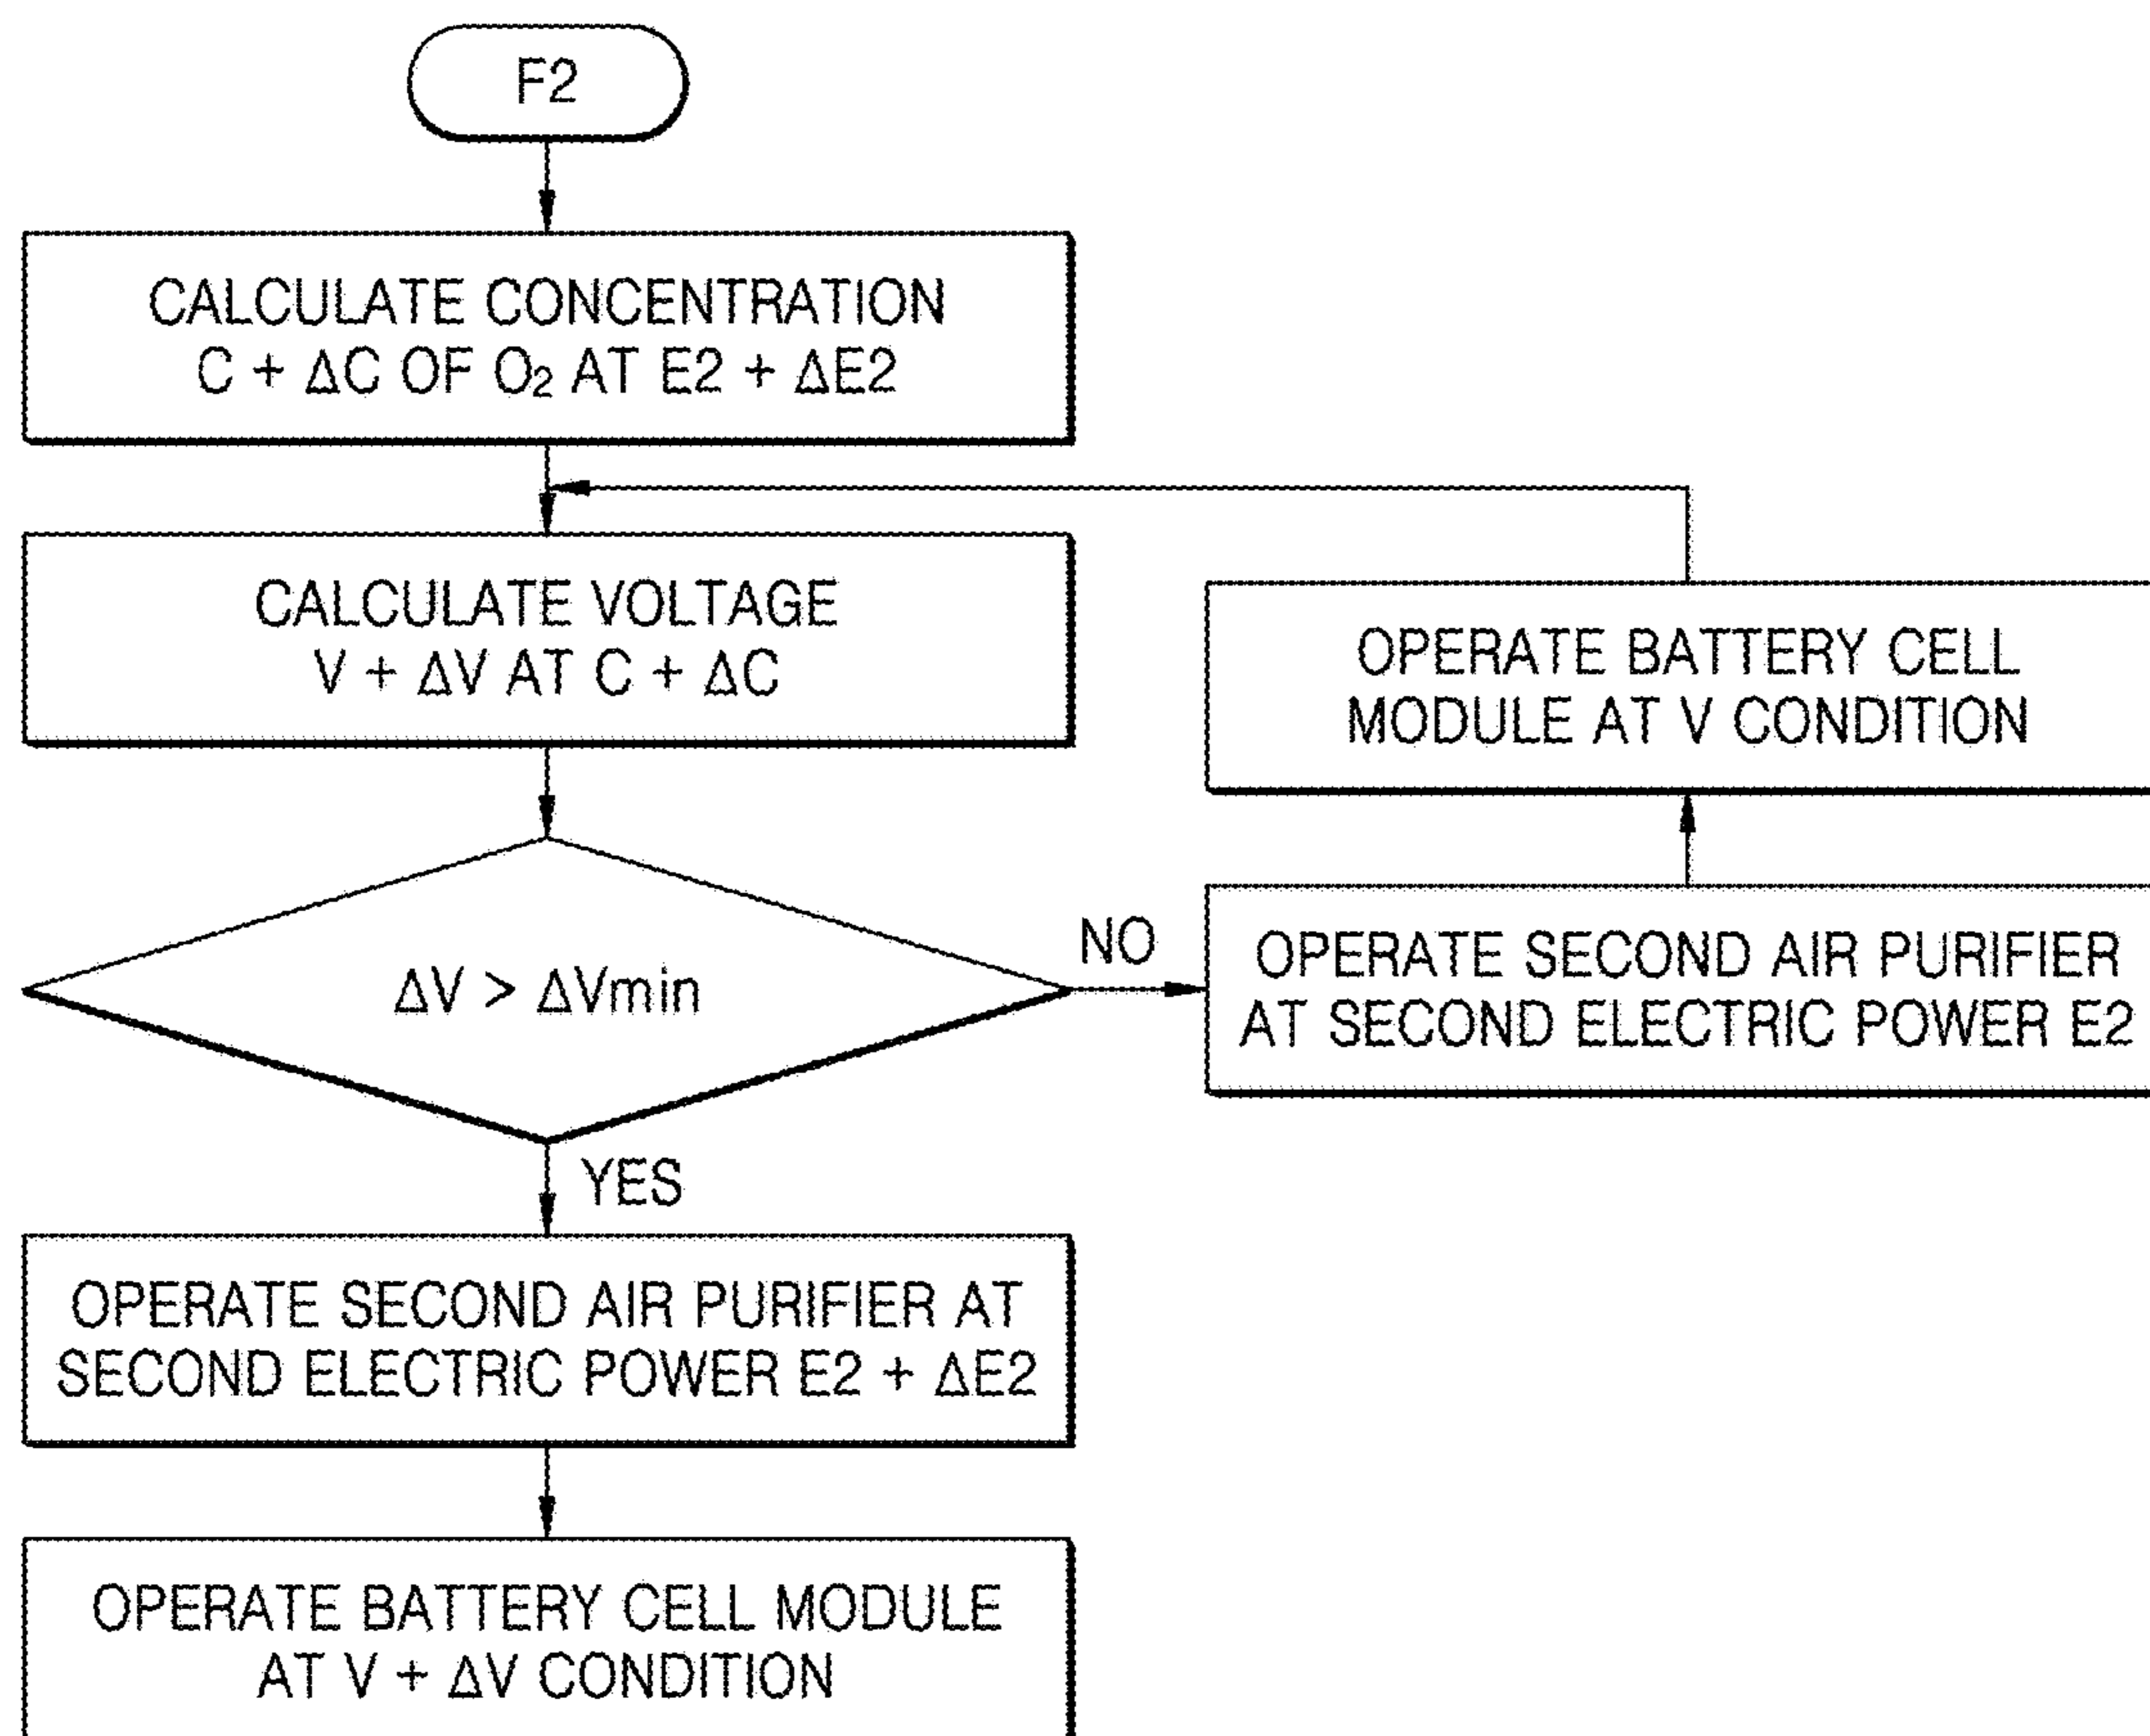 F2
CALCULATE CONCENTRATION
C + ΔC OF O₂ AT E2 + ΔE2
CALCULATE VOLTAGE
V + ΔV AT C + ΔC
OPERATE BATTERY CELL
MODULE AT V CONDITION
ΔV > ΔVmin
NO
OPERATE SECOND AIR PURIFIER
AT SECOND ELECTRIC POWER E2
YES
OPERATE SECOND AIR PURIFIER AT
SECOND ELECTRIC POWER E2 + ΔE2
OPERATE BATTERY CELL MODULE
AT V + ΔV CONDITION